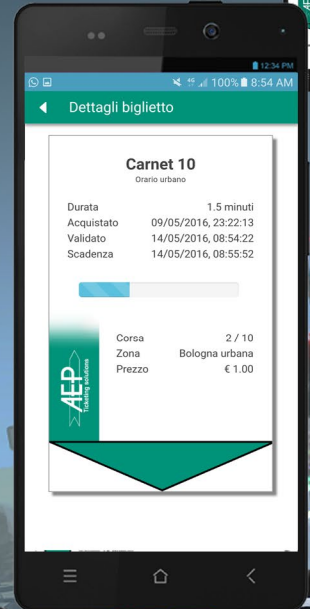 12:34 PM
4G 100% 8:54 AM
Dettagli biglietto
Carnet 10
Orario urbano
Durata 1.5 minuti
Acquistato 09/05/2016, 23:22:13
Validato 14/05/2016, 08:54:22
Scadenza 14/05/2016, 08:55:52
Corsa 2 / 10
Zona Bologna urbana
Prezzo € 1.00
AEP
Ticketing solutions